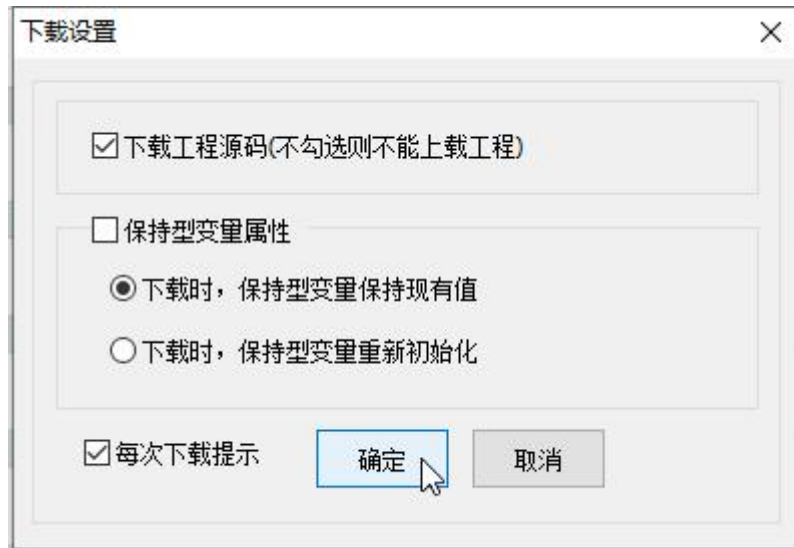 下载设置
下载工程源码(不勾选则不能上载工程)
保持型变量属性
下载时，保持型变量保持现有值
下载时，保持型变量重新初始化
每次下载提示
确定
取消